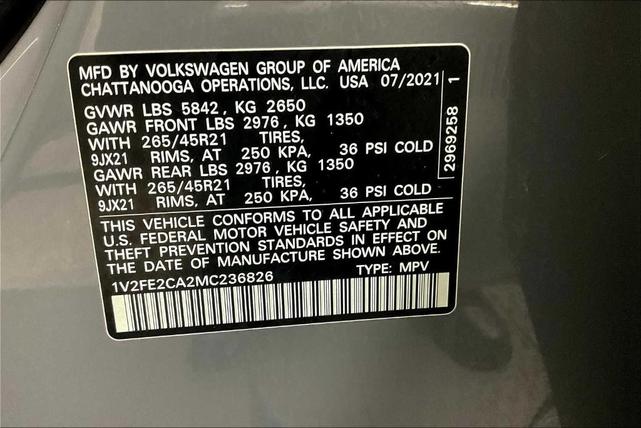 MFD BY VOLKSWAGEN GROUP OF AMERICA
CHATTANOOGA OPERATIONS, LLC. USA 07/2021
GVWR LBS 5842, KG 2650
GAWR FRONT LBS 2976, KG 1350
WITH 265/45R21 TIRES,
9JX21 RIMS, AT 250 KPA, 36 PSI COLD
GAWR REAR LBS 2976, KG 1350
WITH 265/45R21 TIRES,
9JX21 RIMS, AT 250 KPA, 36 PSI COLD
2969258 1
THIS VEHICLE CONFORMS TO ALL APPLICABLE
U.S. FEDERAL MOTOR VEHICLE SAFETY AND
THEFT PREVENTION STANDARDS IN EFFECT ON
THE DATE OF MANUFACTURE SHOWN ABOVE.
1V2FE2CA2MC236826 TYPE: MPV